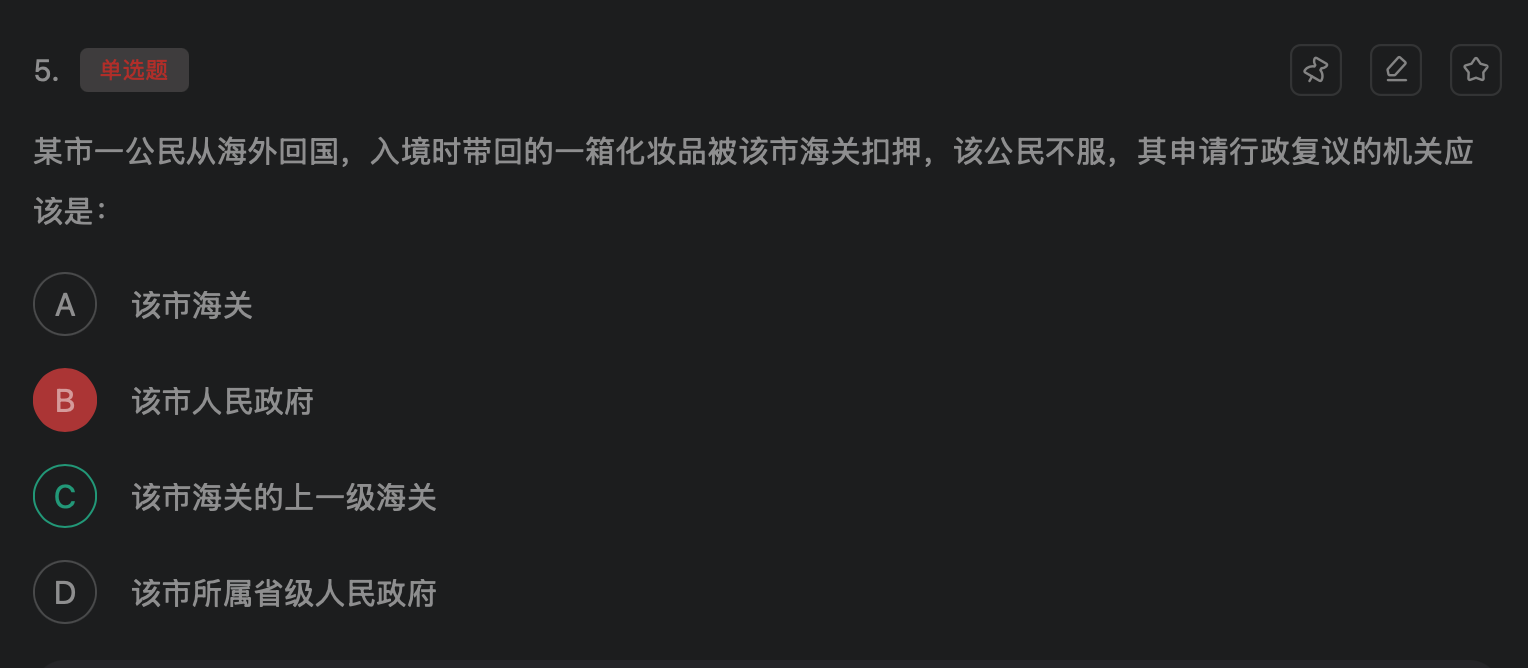 5. 单选题
某市一公民从海外回国，入境时带回的一箱化妆品被该市海关扣押，该公民不服，其申请行政复议的机关应
该是：
A 该市海关
B 该市人民政府
C 该市海关的上一级海关
D 该市所属省级人民政府